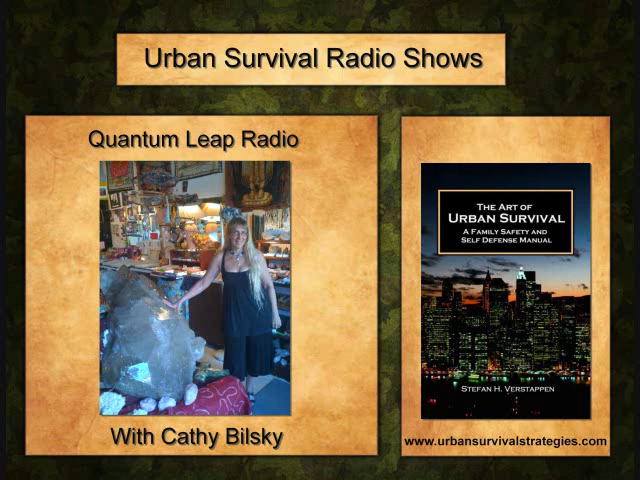 Urban Survival Radio Shows
Quantum Leap Radio
With Cathy Bilsky
The Art of
Urban Survival
A Family Safety and
Self Defense Manual
Stefan H. Verstappen
www.urbansurvivalstrategies.com